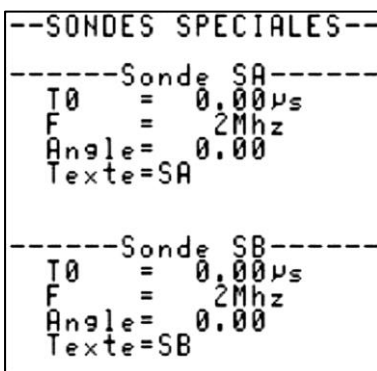 --SONDES SPECIALES--
------Sonde SA------
T0 = 0.00µs
F = 2Mhz
Angle= 0.00
Texte=SA
------Sonde SB------
T0 = 0.00µs
F = 2Mhz
Angle= 0.00
Texte=SB